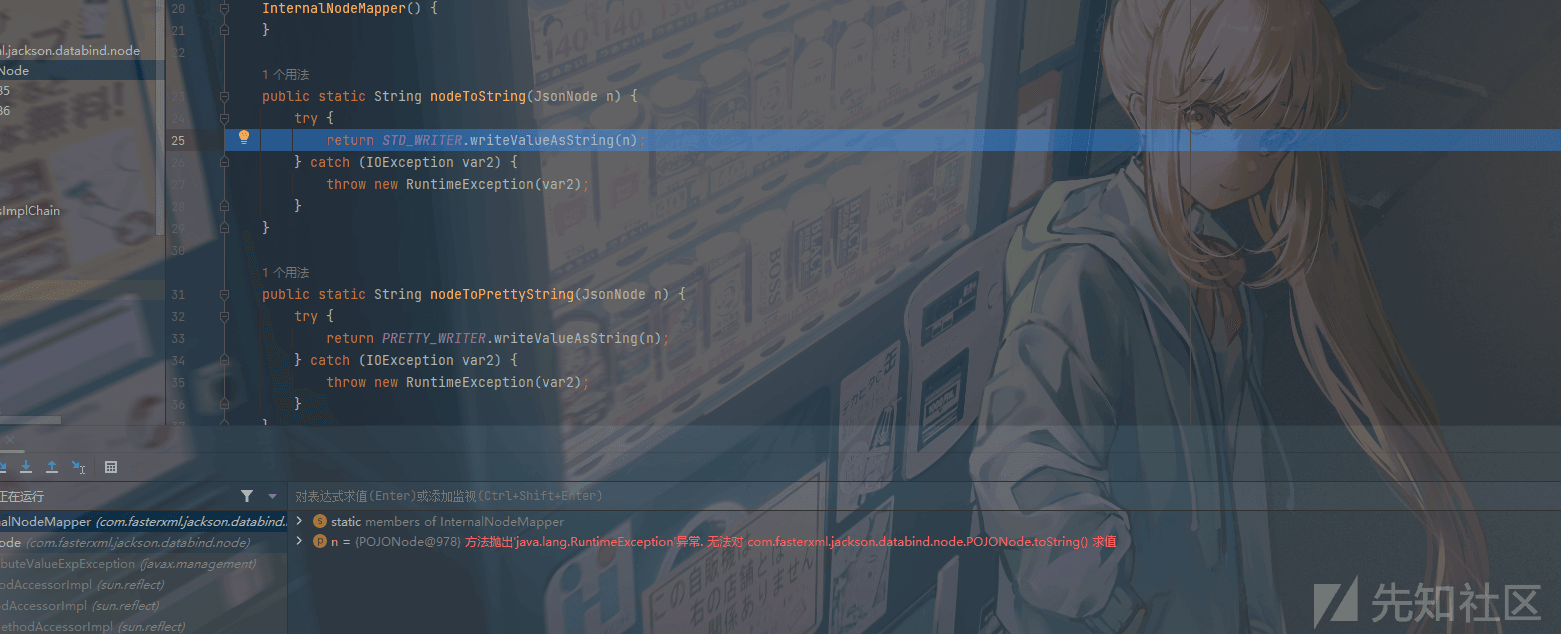 20 InternalNodeMapper() {
21 }
22
1 个用法
23 public static String nodeToString(JsonNode n) {
24 try {
25 return STD_WRITER.writeValueAsString(n);
26 } catch (IOException var2) {
27 throw new RuntimeException(var2);
28 }
29 }
30
1 个用法
31 public static String nodeToPrettyString(JsonNode n) {
32 try {
33 return PRETTY_WRITER.writeValueAsString(n);
34 } catch (IOException var2) {
35 throw new RuntimeException(var2);
36 }
}
l.jackson.databind.node
Node
35
36
sImplChain
正在运行
对表达式求值(Enter)或添加监视(Ctrl+Shift+Enter)
alNodeMapper (com.fasterxml.jackson.databind.
static members of InternalNodeMapper
ode (com.fasterxml.jackson.databind.node)
n = {POJONode@978} 方法抛出'java.lang.RuntimeException'异常. 无法对 com.fasterxml.jackson.databind.node.POJONode.toString() 求值
buteValueExpException (javax.management)
odAccessorImpl (sun.reflect)
dAccessorImpl (sun.reflect)
ethodAccessorImpl (sun.reflect)
140
BOSS
先知社区